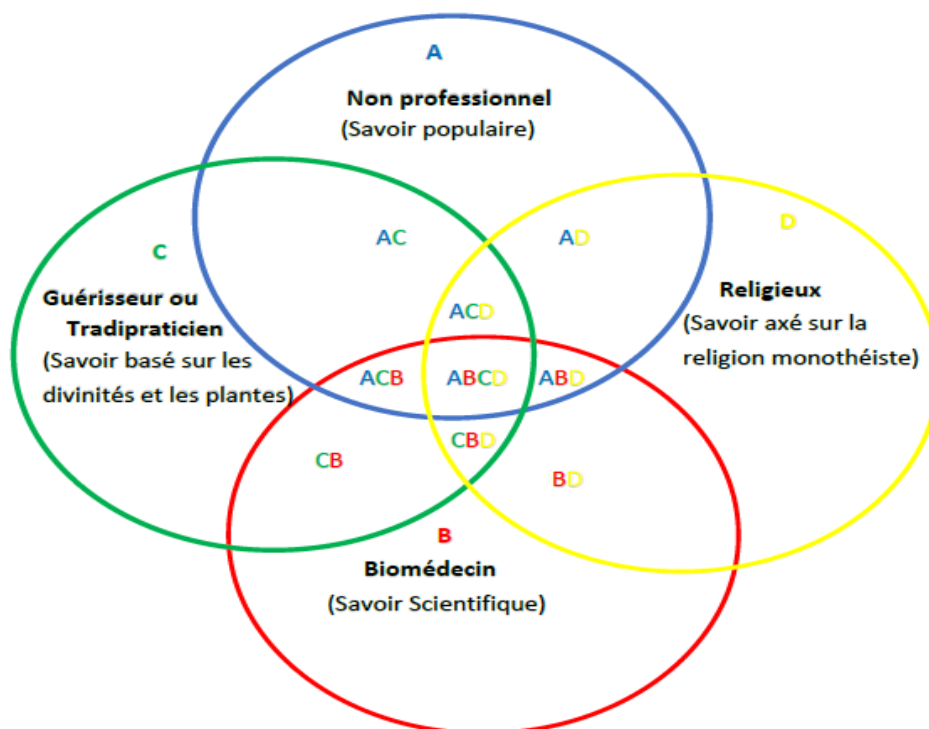 A
Non professionnel
(Savoir populaire)
AC
AD
C
D
Guérisseur ou
Tradipraticien
(Savoir basé sur les
divinités et les plantes)
Religieux
(Savoir axé sur la
religion monothéiste)
ACD
ACB
ABCD
ABD
CB
CBD
BD
B
Biomédecin
(Savoir Scientifique)